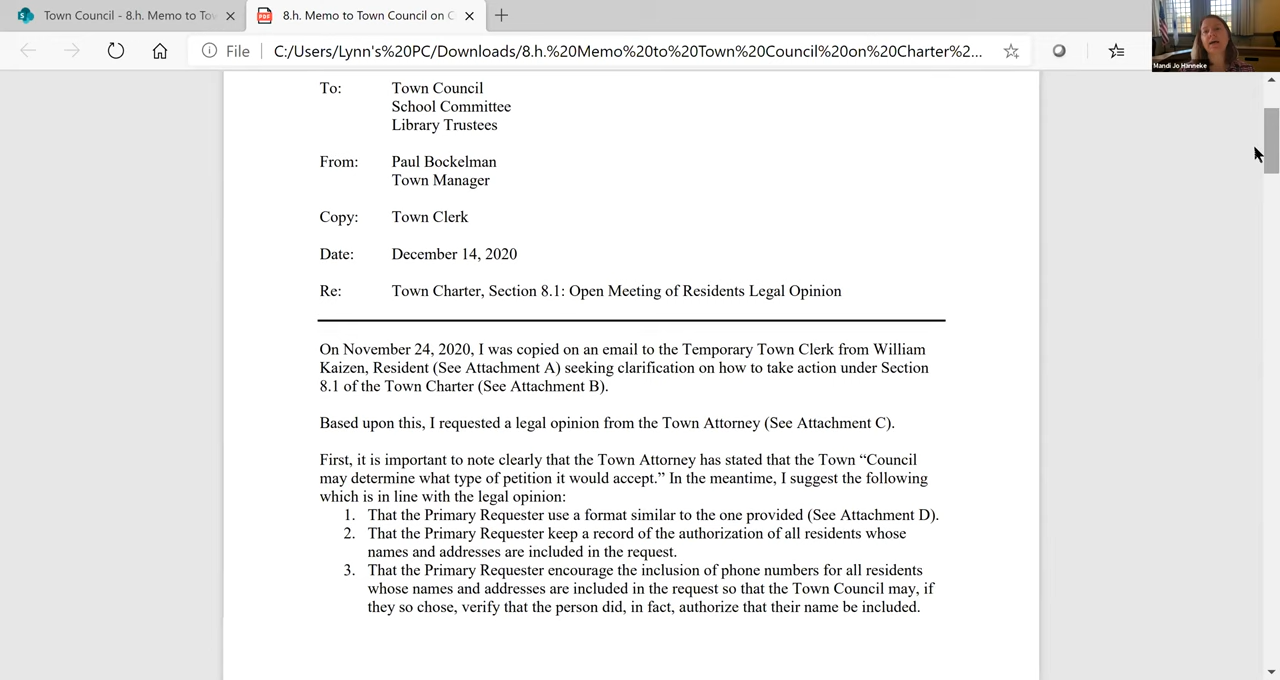 Town Council - 8.h. Memo to Tow
8.h. Memo to Town Council on C
File
C:/Users/Lynn's%20PC/Downloads/8.h.%20Memo%20to%20Town%20Council%20on%20Charter%2...
Mandi Jo Hanneke
To: Town Council
School Committee
Library Trustees
From: Paul Bockelman
Town Manager
Copy: Town Clerk
Date: December 14, 2020
Re: Town Charter, Section 8.1: Open Meeting of Residents Legal Opinion
On November 24, 2020, I was copied on an email to the Temporary Town Clerk from William
Kaizen, Resident (See Attachment A) seeking clarification on how to take action under Section
8.1 of the Town Charter (See Attachment B).
Based upon this, I requested a legal opinion from the Town Attorney (See Attachment C).
First, it is important to note clearly that the Town Attorney has stated that the Town “Council
may determine what type of petition it would accept.” In the meantime, I suggest the following
which is in line with the legal opinion:
1. That the Primary Requester use a format similar to the one provided (See Attachment D).
2. That the Primary Requester keep a record of the authorization of all residents whose
names and addresses are included in the request.
3. That the Primary Requester encourage the inclusion of phone numbers for all residents
whose names and addresses are included in the request so that the Town Council may, if
they so chose, verify that the person did, in fact, authorize that their name be included.